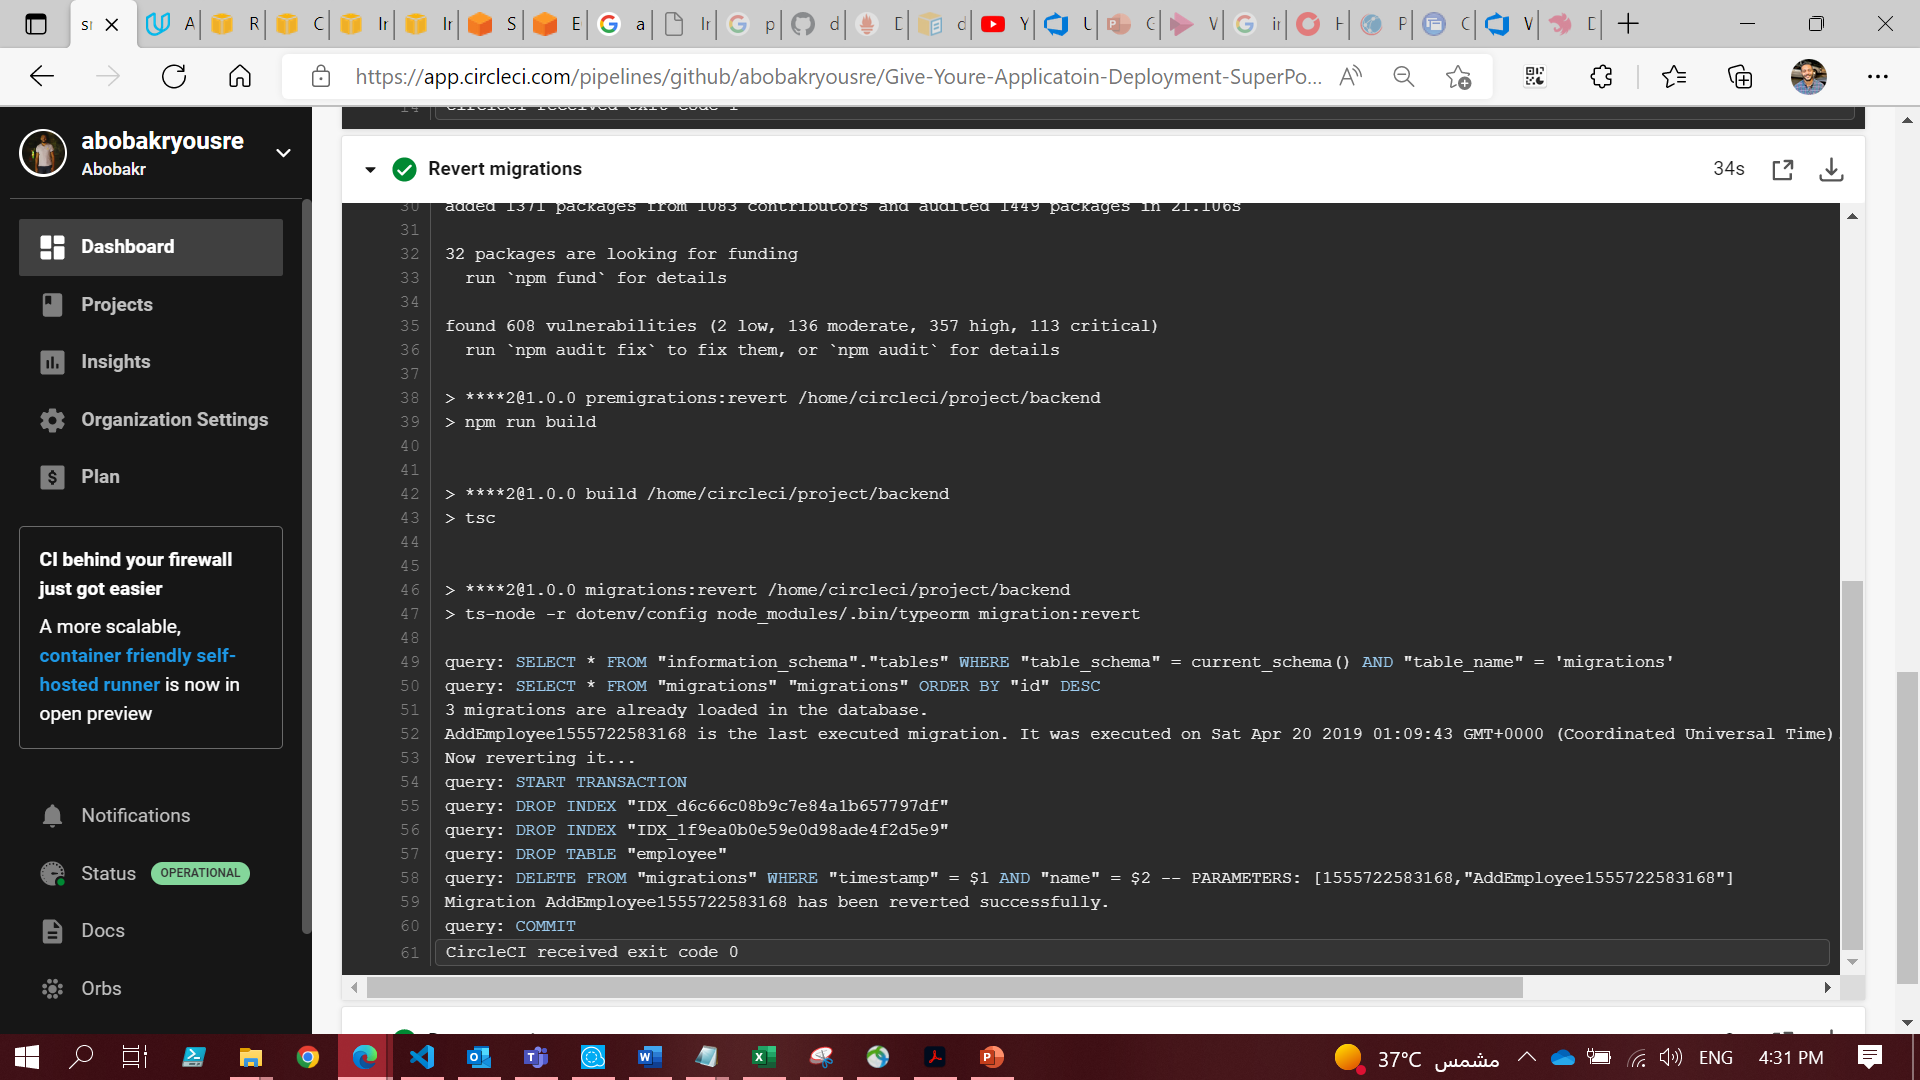 https://app.circleci.com/pipelines/github/abobakryousre/Give-Youre-Applicatoin-Deployment-SuperPo...
abobakryousre
Abobakr
Dashboard
Projects
Insights
Organization Settings
Plan
CI behind your firewall
just got easier
A more scalable,
container friendly self-
hosted runner is now in
open preview
Notifications
Status OPERATIONAL
Docs
Orbs
14 CircleCI received exit code 1
Revert migrations 34s
30 added 1371 packages from 1083 contributors and audited 1449 packages in 21.106s
31
32 32 packages are looking for funding
33 run `npm fund` for details
34
35 found 608 vulnerabilities (2 low, 136 moderate, 357 high, 113 critical)
36 run `npm audit fix` to fix them, or `npm audit` for details
37
38 > ****2@1.0.0 premigrations:revert /home/circleci/project/backend
39 > npm run build
40
41
42 > ****2@1.0.0 build /home/circleci/project/backend
43 > tsc
44
45
46 > ****2@1.0.0 migrations:revert /home/circleci/project/backend
47 > ts-node -r dotenv/config node_modules/.bin/typeorm migration:revert
48
49 query: SELECT * FROM "information_schema"."tables" WHERE "table_schema" = current_schema() AND "table_name" = 'migrations'
50 query: SELECT * FROM "migrations" "migrations" ORDER BY "id" DESC
51 3 migrations are already loaded in the database.
52 AddEmployee1555722583168 is the last executed migration. It was executed on Sat Apr 20 2019 01:09:43 GMT+0000 (Coordinated Universal Time).
53 Now reverting it...
54 query: START TRANSACTION
55 query: DROP INDEX "IDX_d6c66c08b9c7e84a1b657797df"
56 query: DROP INDEX "IDX_1f9ea0b0e59e0d98ade4f2d5e9"
57 query: DROP TABLE "employee"
58 query: DELETE FROM "migrations" WHERE "timestamp" = $1 AND "name" = $2 -- PARAMETERS: [1555722583168,"AddEmployee1555722583168"]
59 Migration AddEmployee1555722583168 has been reverted successfully.
60 query: COMMIT
61 CircleCI received exit code 0
37°C مشمس ENG 4:31 PM